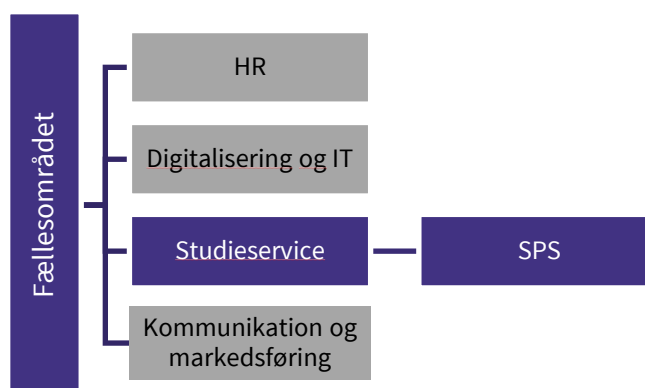 Fællesområdet
HR
Digitalisering og IT
Studieservice
SPS
Kommunikation og
markedsføring